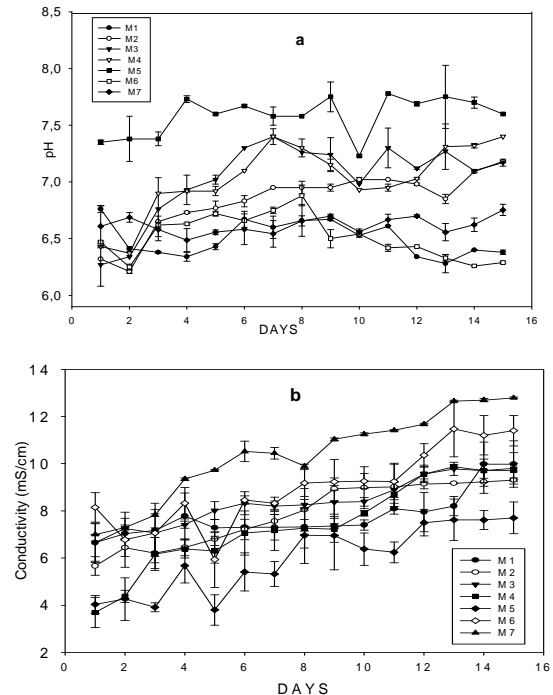 8,5
8,0
7,5
7,0
6,5
6,0
pH
a
M1
M2
M3
M4
M5
M6
M7
0 2 4 6 8 10 12 14 16
DAYS
14
12
10
8
6
4
2
Conductivity (mS/cm)
b
M 1
M 2
M 3
M 4
M 5
M 6
M 7
0 2 4 6 8 10 12 14 16
DAYS